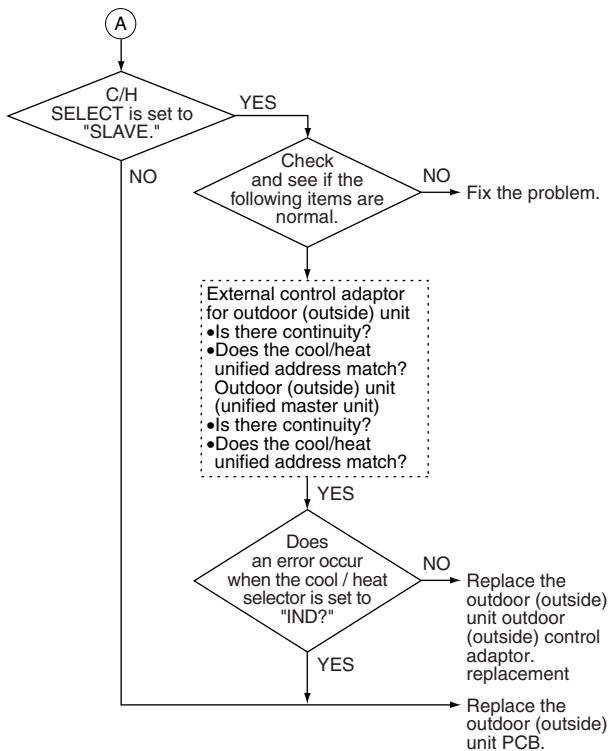 A
C/H
SELECT is set to
"SLAVE."
YES
NO
Check
and see if the
following items are
normal.
NO
Fix the problem.
External control adaptor
for outdoor (outside) unit
•Is there continuity?
•Does the cool/heat
unified address match?
Outdoor (outside) unit
(unified master unit)
•Is there continuity?
•Does the cool/heat
unified address match?
YES
Does
an error occur
when the cool / heat
selector is set to
"IND?"
NO
Replace the
outdoor (outside)
unit outdoor
(outside) control
adaptor.
replacement
YES
Replace the
outdoor (outside)
unit PCB.